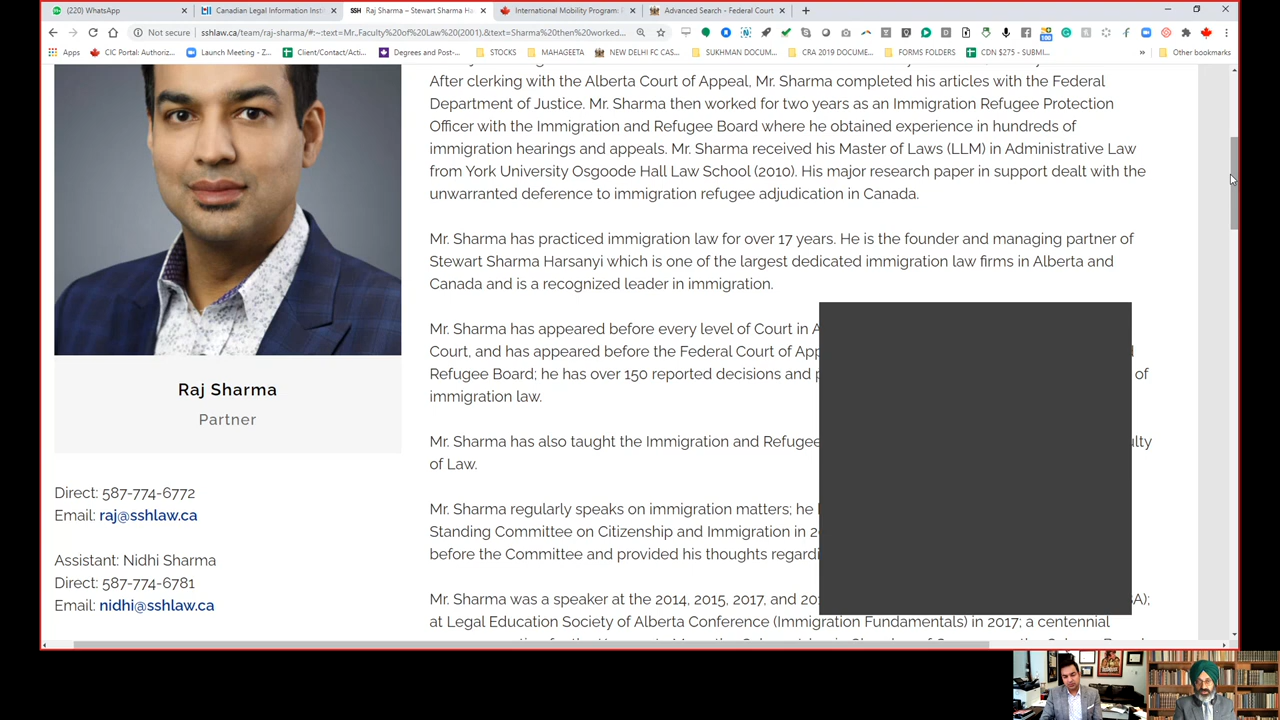 (220) WhatsApp
Canadian Legal Information Insti
Raj Sharma – Stewart Sharma Ha
International Mobility Program:
Advanced Search - Federal Court
Not secure | sshlaw.ca/team/raj-sharma/#:~:text=Mr.,Faculty%20of%20Law%20(2001).&text=Sharma%20then%20worked...
Apps CIC Portal: Authoriz... Launch Meeting - Z... Client/Contact/Acti... Degrees and Post-... STOCKS MAHAGEETA NEW DELHI FC CAS... SUKHMAN DOCUM... CRA 2019 DOCUME... FORMS FOLDERS CDN $275 - SUBMI... » Other bookmarks
After clerking with the Alberta Court of Appeal, Mr. Sharma completed his articles with the Federal
Department of Justice. Mr. Sharma then worked for two years as an Immigration Refugee Protection
Officer with the Immigration and Refugee Board where he obtained experience in hundreds of
immigration hearings and appeals. Mr. Sharma received his Master of Laws (LLM) in Administrative Law
from York University Osgoode Hall Law School (2010). His major research paper in support dealt with the
unwarranted deference to immigration refugee adjudication in Canada.
Mr. Sharma has practiced immigration law for over 17 years. He is the founder and managing partner of
Stewart Sharma Harsanyi which is one of the largest dedicated immigration law firms in Alberta and
Canada and is a recognized leader in immigration.
Mr. Sharma has appeared before every level of Court in A
Court, and has appeared before the Federal Court of App
Refugee Board; he has over 150 reported decisions and p of
immigration law.
Mr. Sharma has also taught the Immigration and Refugee ulty
of Law.
Mr. Sharma regularly speaks on immigration matters; he
Standing Committee on Citizenship and Immigration in 2
before the Committee and provided his thoughts regardi
Mr. Sharma was a speaker at the 2014, 2015, 2017, and 20 BA);
at Legal Education Society of Alberta Conference (Immigration Fundamentals) in 2017; a centennial
Raj Sharma
Partner
Direct: 587-774-6772
Email: raj@sshlaw.ca
Assistant: Nidhi Sharma
Direct: 587-774-6781
Email: nidhi@sshlaw.ca